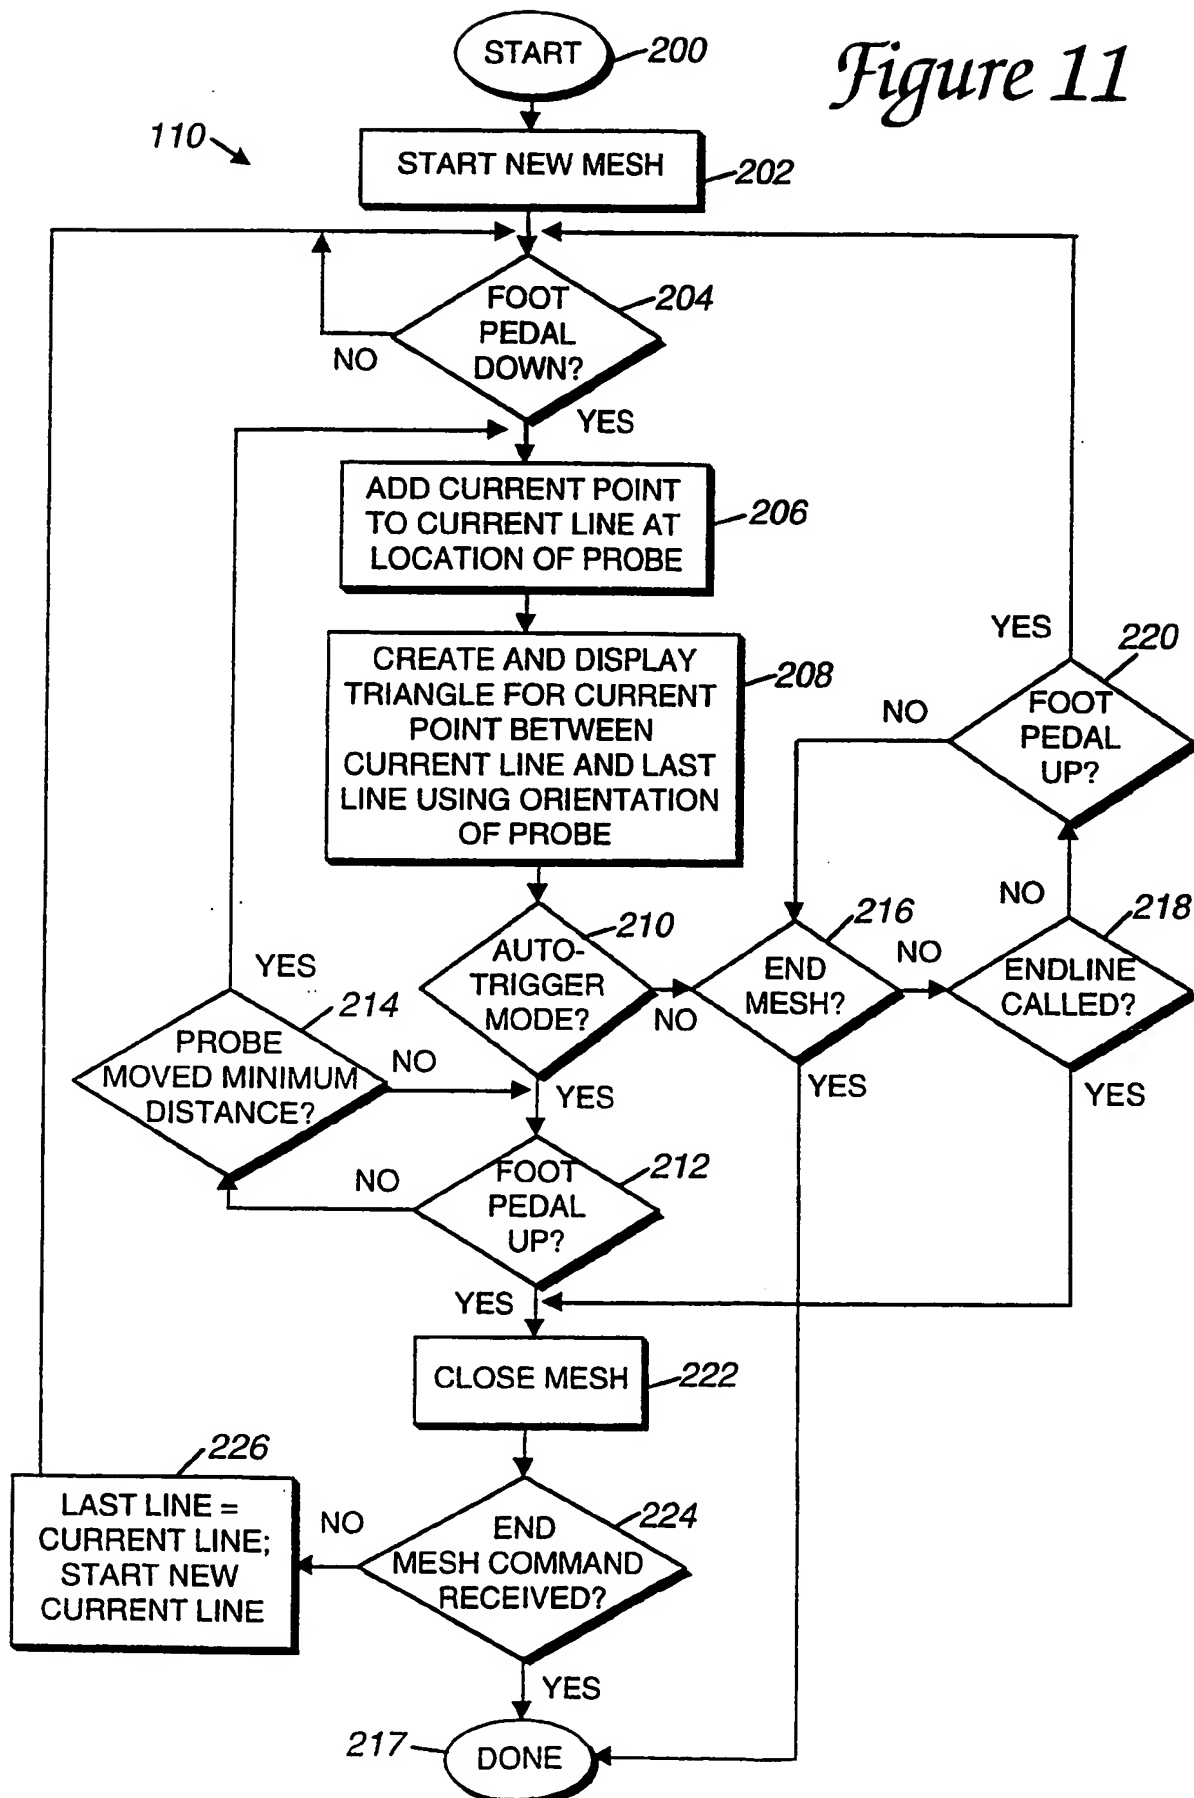 START
200
Figure 11
110
START NEW MESH
202
FOOT
PEDAL
DOWN?
204
NO
YES
ADD CURRENT POINT
TO CURRENT LINE AT
LOCATION OF PROBE
206
CREATE AND DISPLAY
TRIANGLE FOR CURRENT
POINT BETWEEN
CURRENT LINE AND LAST
LINE USING ORIENTATION
OF PROBE
208
YES
220
FOOT
PEDAL
UP?
NO
AUTO-
TRIGGER
MODE?
210
NO
YES
END
MESH?
216
NO
YES
ENDLINE
CALLED?
218
NO
YES
YES
214
PROBE
MOVED MINIMUM
DISTANCE?
NO
FOOT
PEDAL
UP?
212
NO
YES
CLOSE MESH
222
226
LAST LINE =
CURRENT LINE;
START NEW
CURRENT LINE
NO
END
MESH COMMAND
RECEIVED?
224
YES
217
DONE